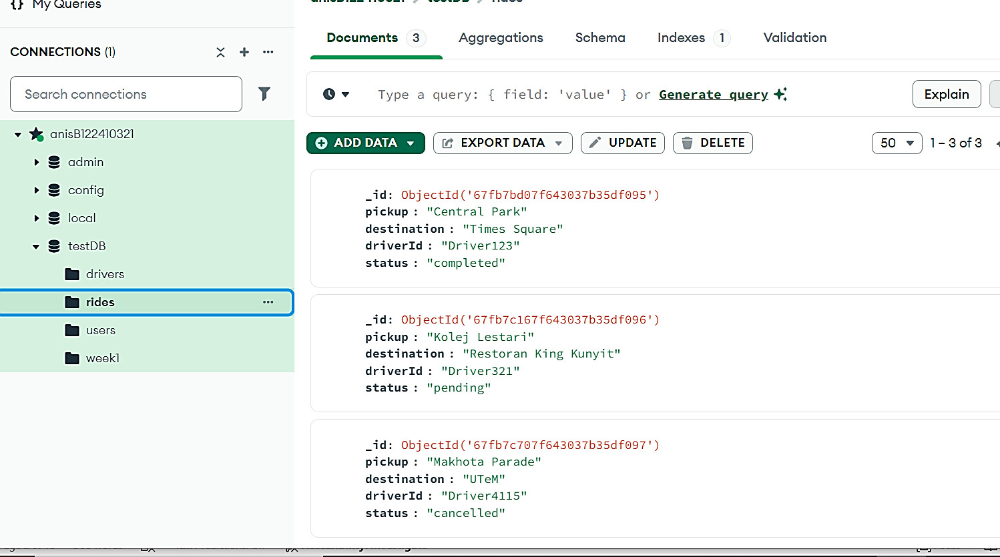 {} My Queries
CONNECTIONS (1)
Search connections
anisB122410321
admin
config
local
testDB
drivers
rides
users
week1
Documents 3
Aggregations
Schema
Indexes 1
Validation
Type a query: { field: 'value' } or Generate query
Explain
ADD DATA
EXPORT DATA
UPDATE
DELETE
50
1 – 3 of 3
_id: ObjectId('67fb7bd07f643037b35df095')
pickup : "Central Park"
destination : "Times Square"
driverId : "Driver123"
status : "completed"
_id: ObjectId('67fb7c167f643037b35df096')
pickup : "Kolej Lestari"
destination : "Restoran King Kunyit"
driverId : "Driver321"
status : "pending"
_id: ObjectId('67fb7c707f643037b35df097')
pickup : "Makhota Parade"
destination : "UTeM"
driverId : "Driver4115"
status : "cancelled"